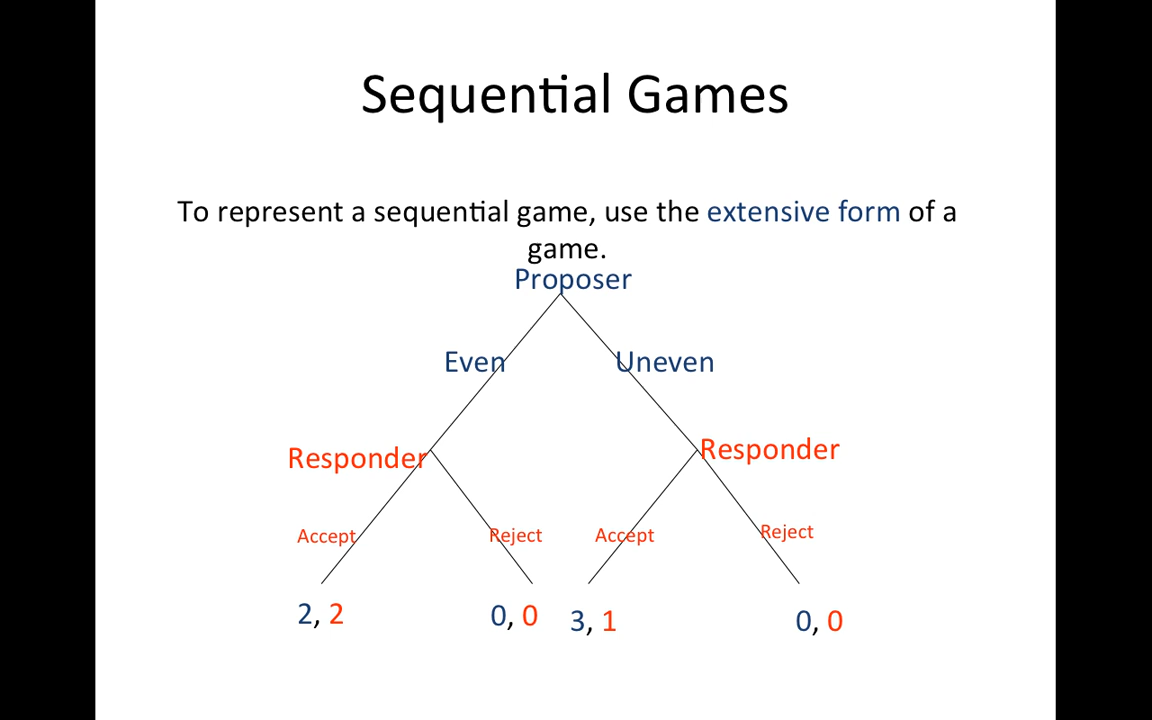 Sequential Games
To represent a sequential game, use the extensive form of a
game.
Proposer
Even
Uneven
Responder
Responder
Accept
Reject
Accept
Reject
2, 2
0, 0
3, 1
0, 0